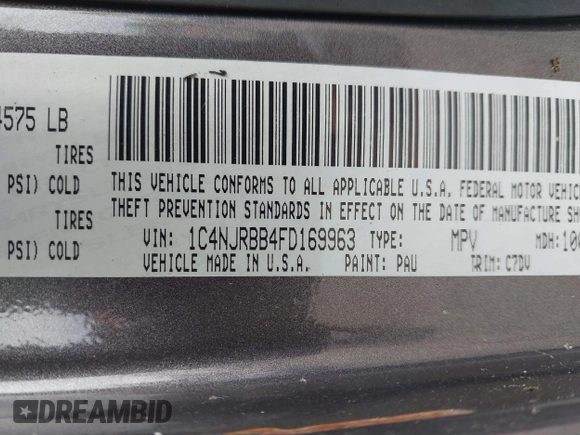 4575 LB
TIRES
PSI) COLD
TIRES
PSI) COLD
THIS VEHICLE CONFORMS TO ALL APPLICABLE U.S.A. FEDERAL MOTOR VEHIC
THEFT PREVENTION STANDARDS IN EFFECT ON THE DATE OF MANUFACTURE SH
VIN: 1C4NJRBB4FD169963 TYPE: MPV MDH: 100
VEHICLE MADE IN U.S.A. PAINT: PAU TRIM: C7DV
DREAMBID